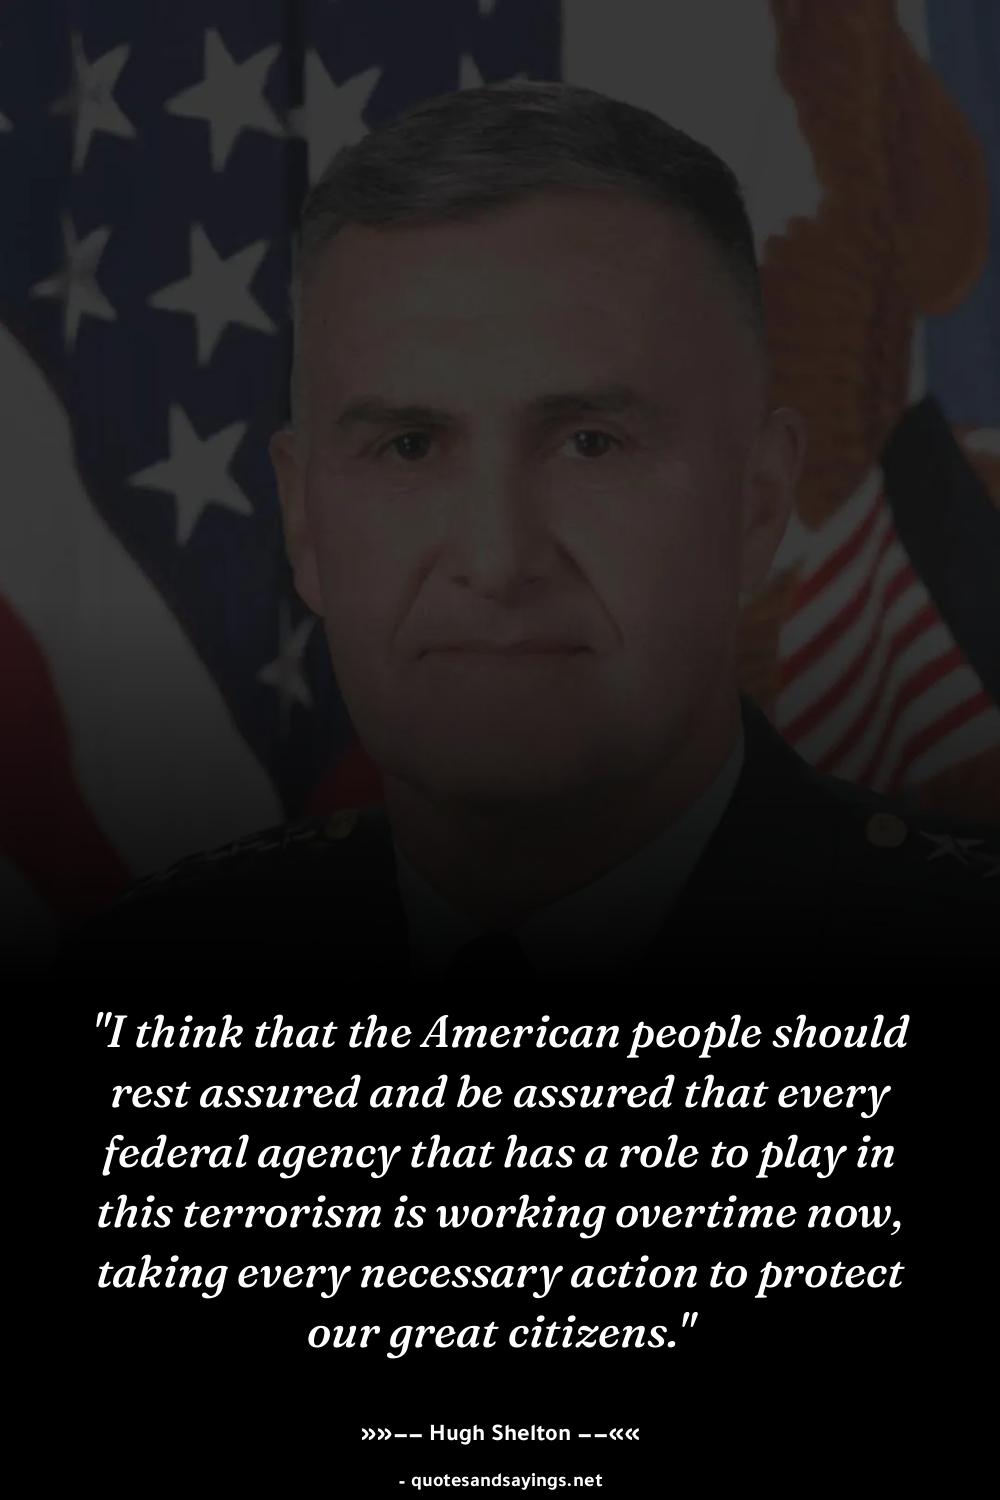 "I think that the American people should
rest assured and be assured that every
federal agency that has a role to play in
this terrorism is working overtime now,
taking every necessary action to protect
our great citizens."
»»–– Hugh Shelton ––««
- quotesandsayings.net